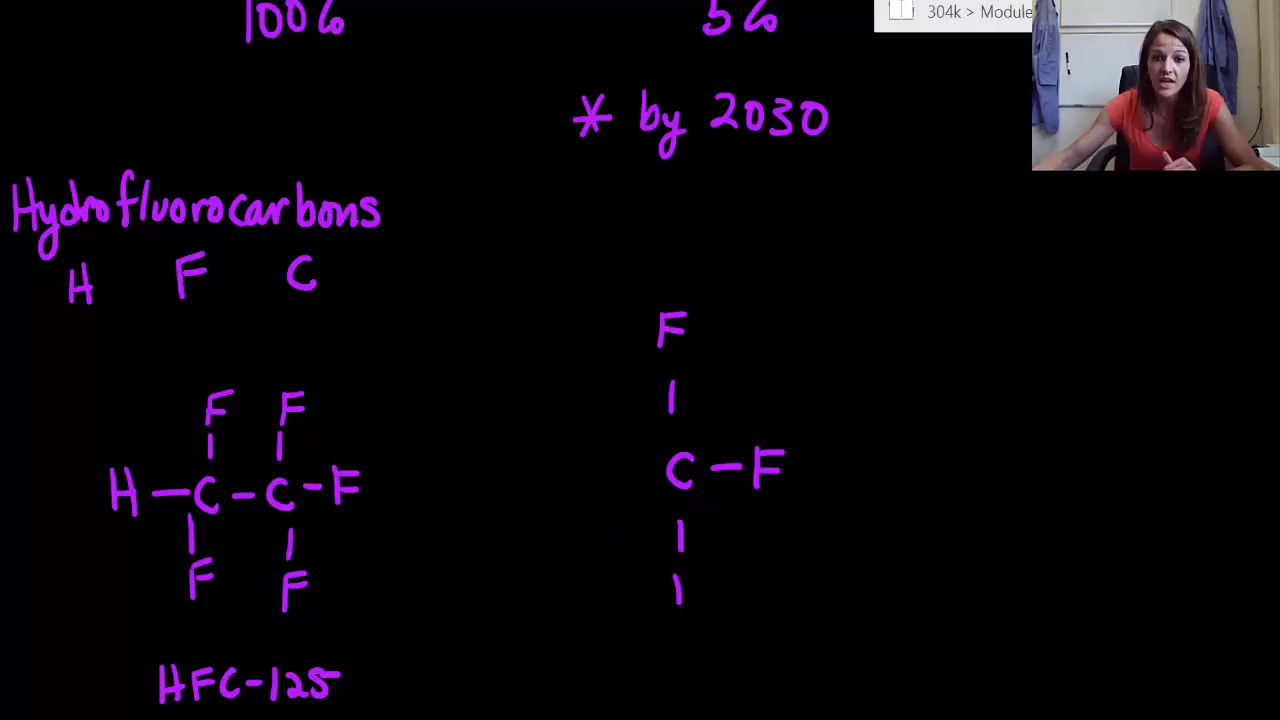 100%
5%
304k > Module
* by 2030
Hydrofluorocarbons
H F C
F
F F
C - F
H - C - C - F
F F
HFC-125